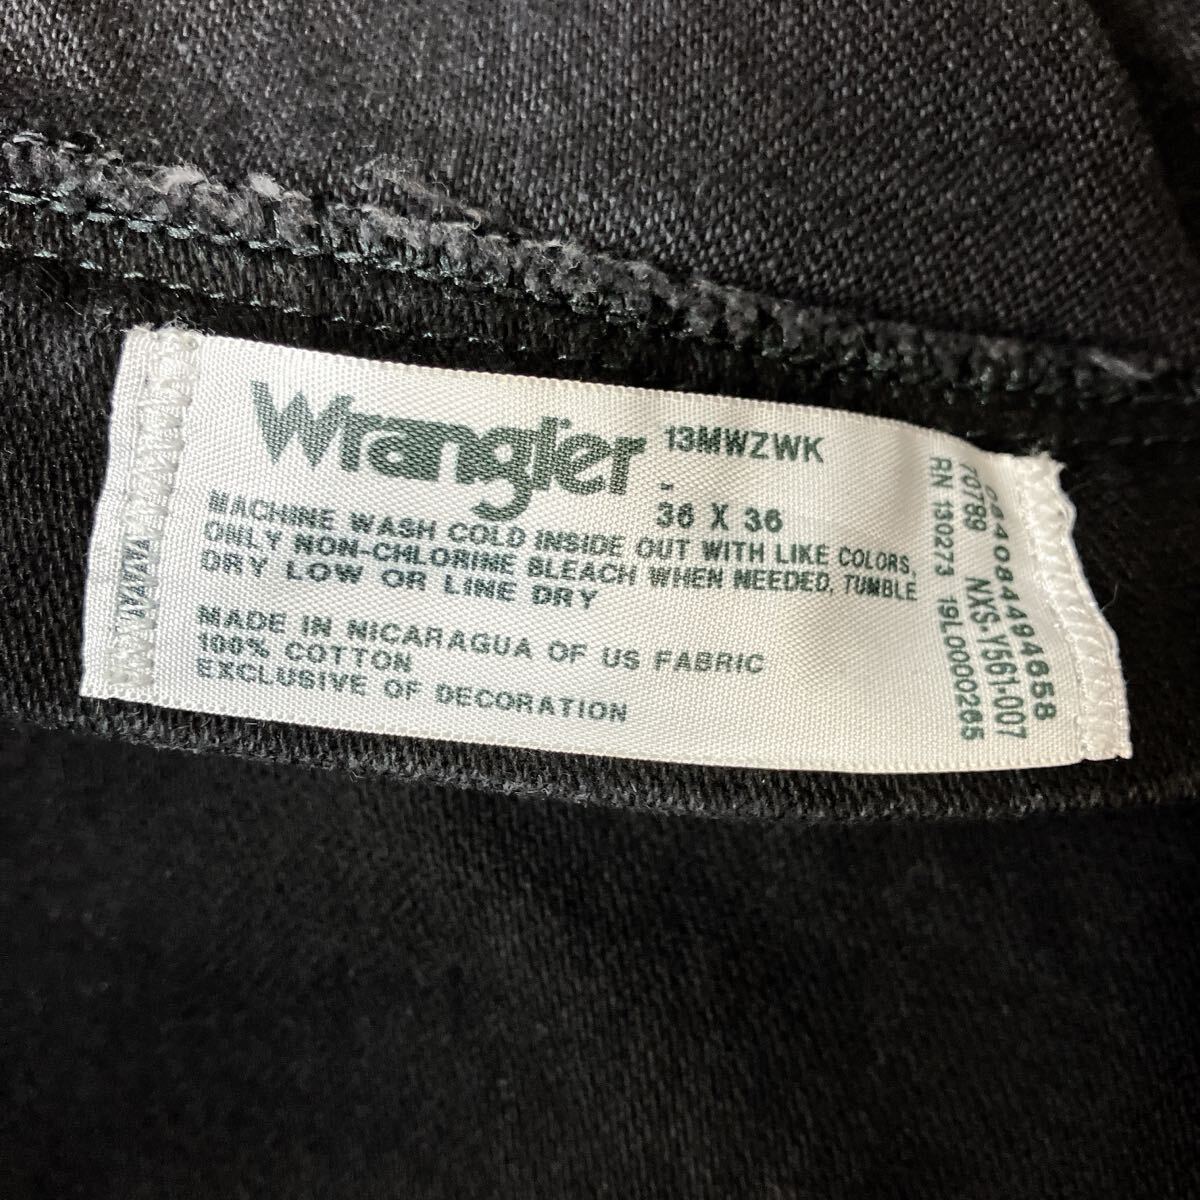 Wrangler
13MWZWK
36 X 36
MACHINE WASH COLD INSIDE OUT WITH LIKE COLORS,
ONLY NON-CHLORINE BLEACH WHEN NEEDED, TUMBLE
DRY LOW OR LINE DRY
MADE IN NICARAGUA OF US FABRIC
100% COTTON
EXCLUSIVE OF DECORATION
70789 NXS-Y561-007
RN 130273 19L0000265